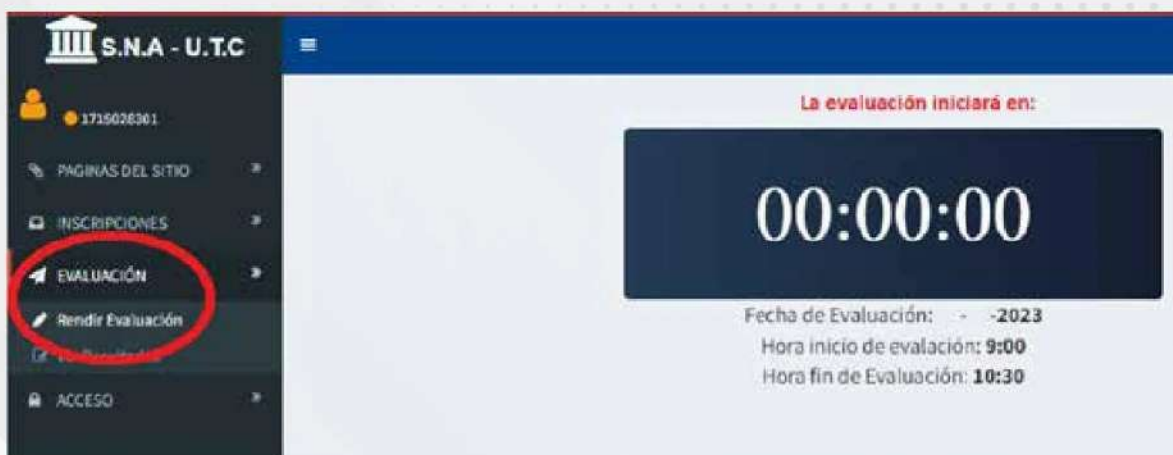 S.N.A - U.T.C
1715028301
PAGINAS DEL SITIO
INSCRIPCIONES
EVALUACIÓN
Rendir Evaluación
ACCESO
La evaluación iniciará en:
00:00:00
Fecha de Evaluación: - -2023
Hora inicio de evalación: 9:00
Hora fin de Evaluación: 10:30